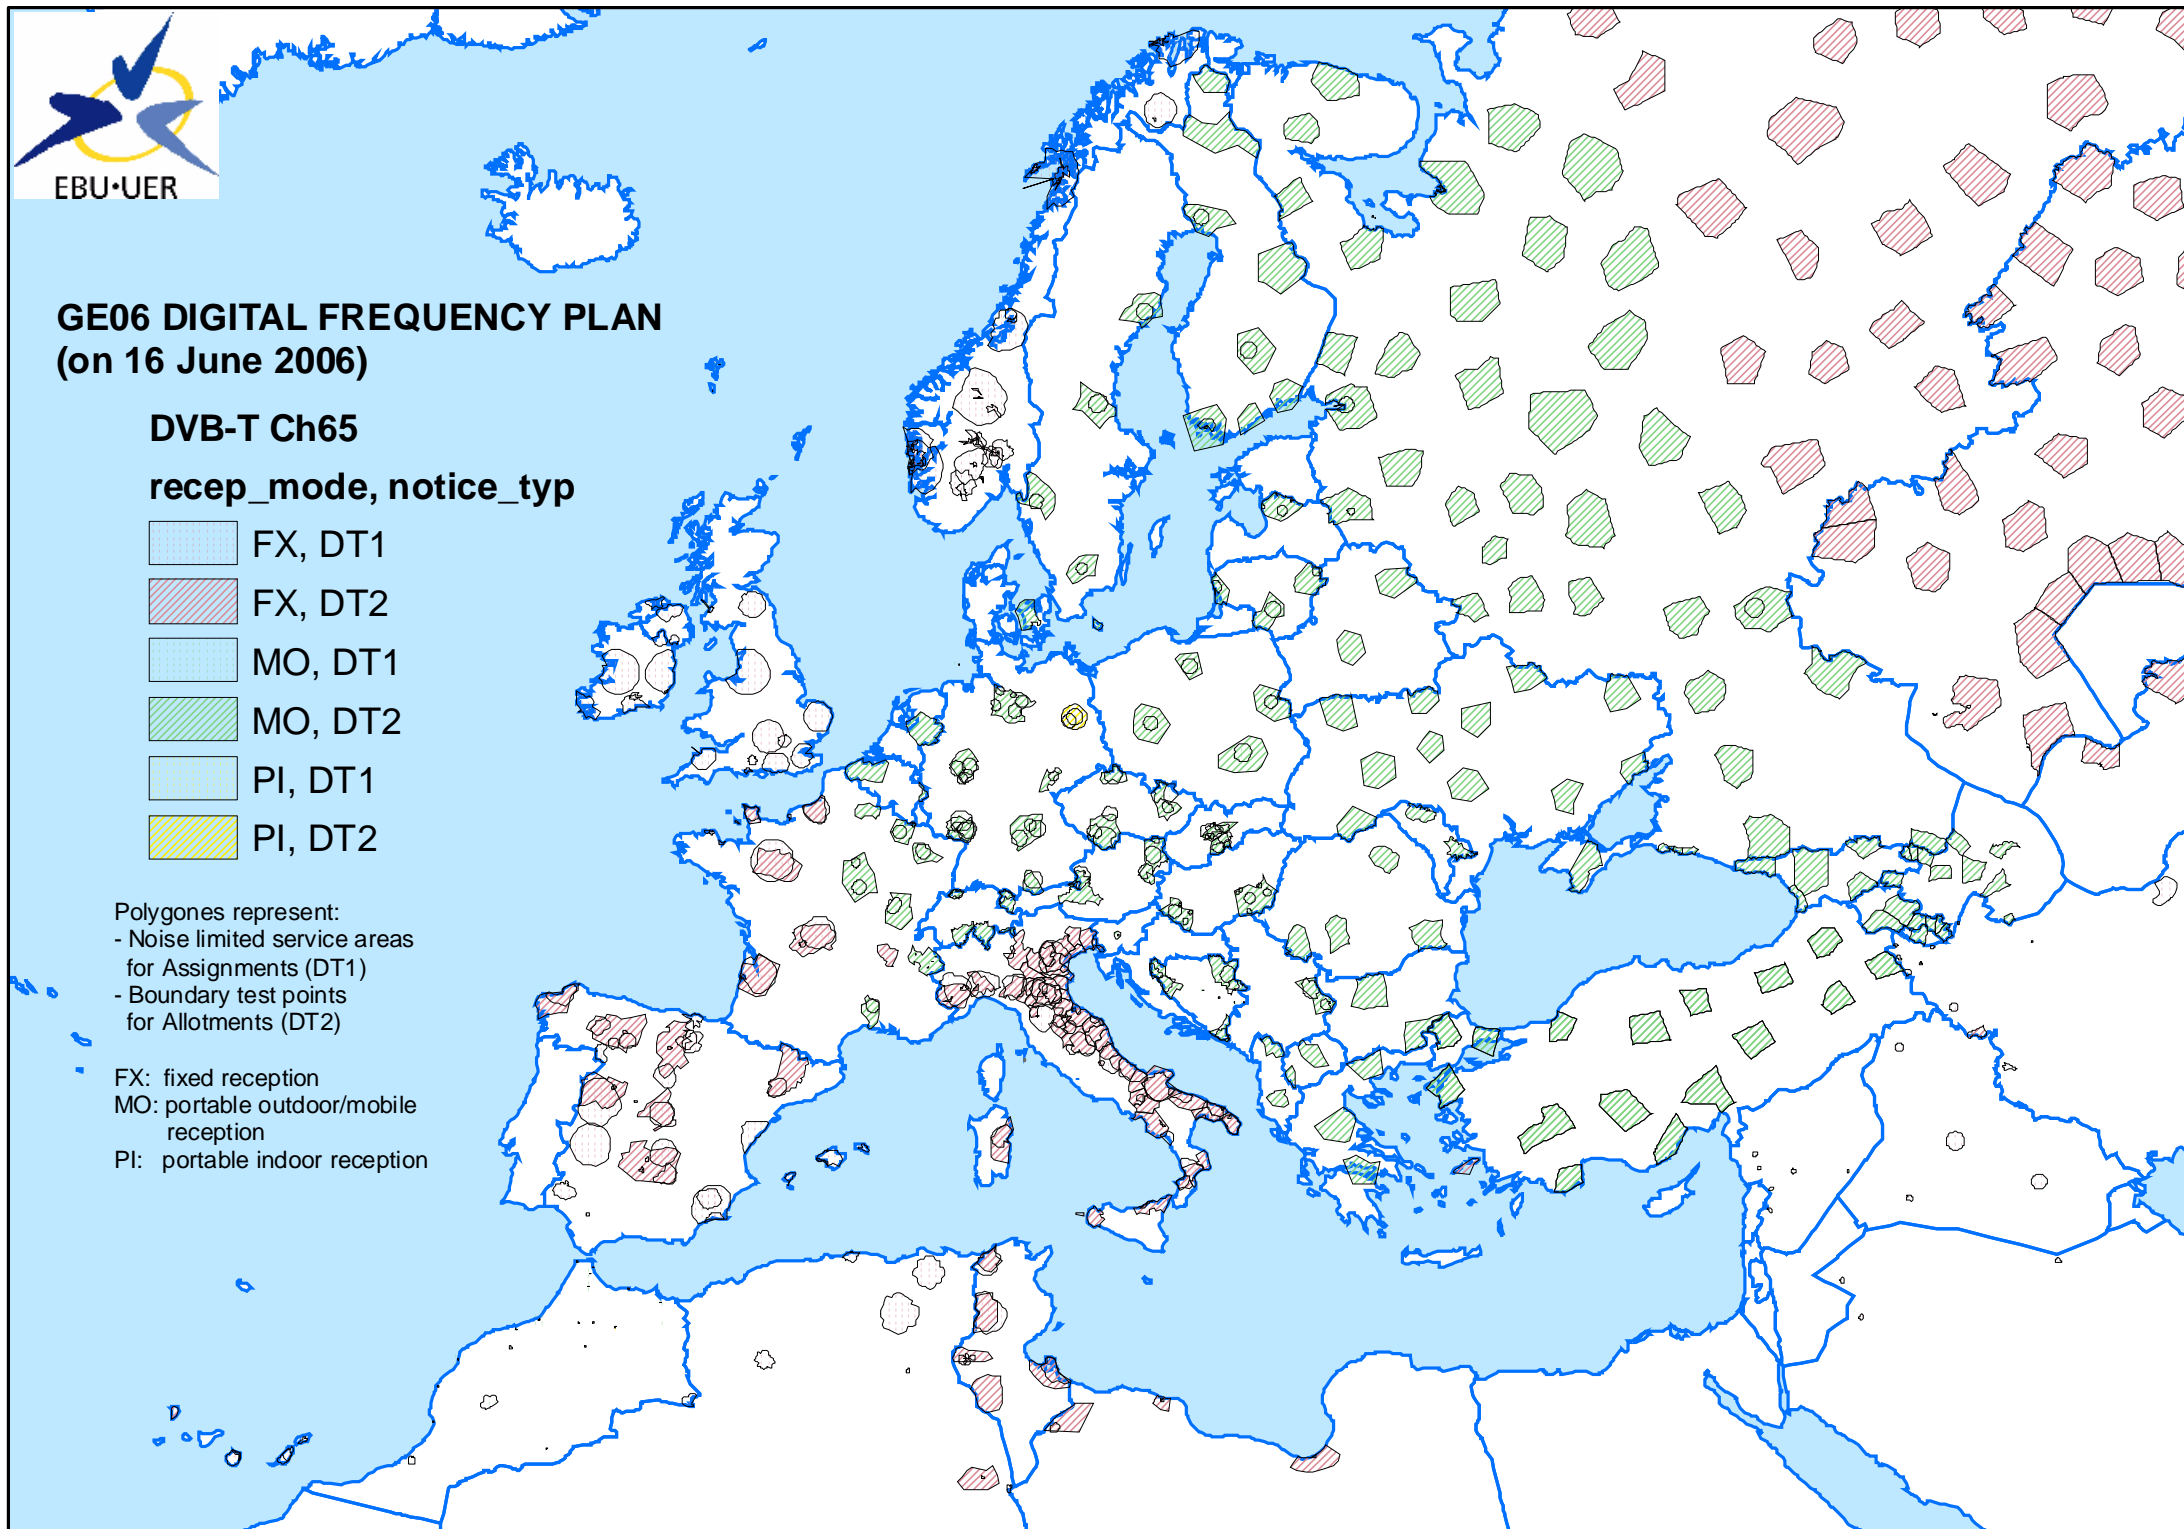 EBU•UER
GE06 DIGITAL FREQUENCY PLAN
(on 16 June 2006)
DVB-T Ch65
recep_mode, notice_typ
FX, DT1
FX, DT2
MO, DT1
MO, DT2
PI, DT1
PI, DT2
Polygones represent:
- Noise limited service areas
for Assignments (DT1)
- Boundary test points
for Allotments (DT2)
FX: fixed reception
MO: portable outdoor/mobile
reception
PI: portable indoor reception